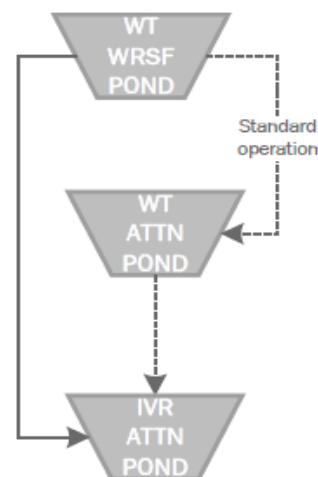 WT
WRSF
POND
Standard
operation
WT
ATTN
POND
IVR
ATTN
POND